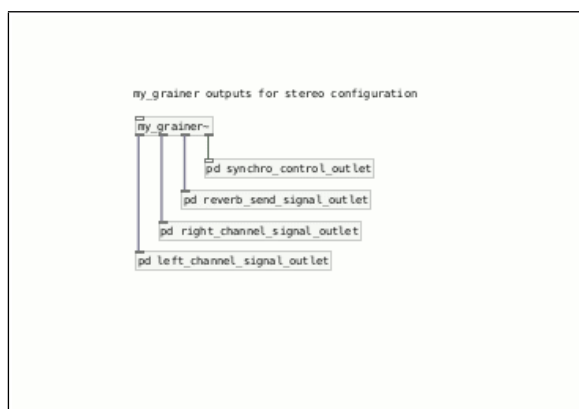 my_grainer outputs for stereo configuration
my_grainer~
pd synchro_control_outlet
pd reverb_send_signal_outlet
pd right_channel_signal_outlet
pd left_channel_signal_outlet